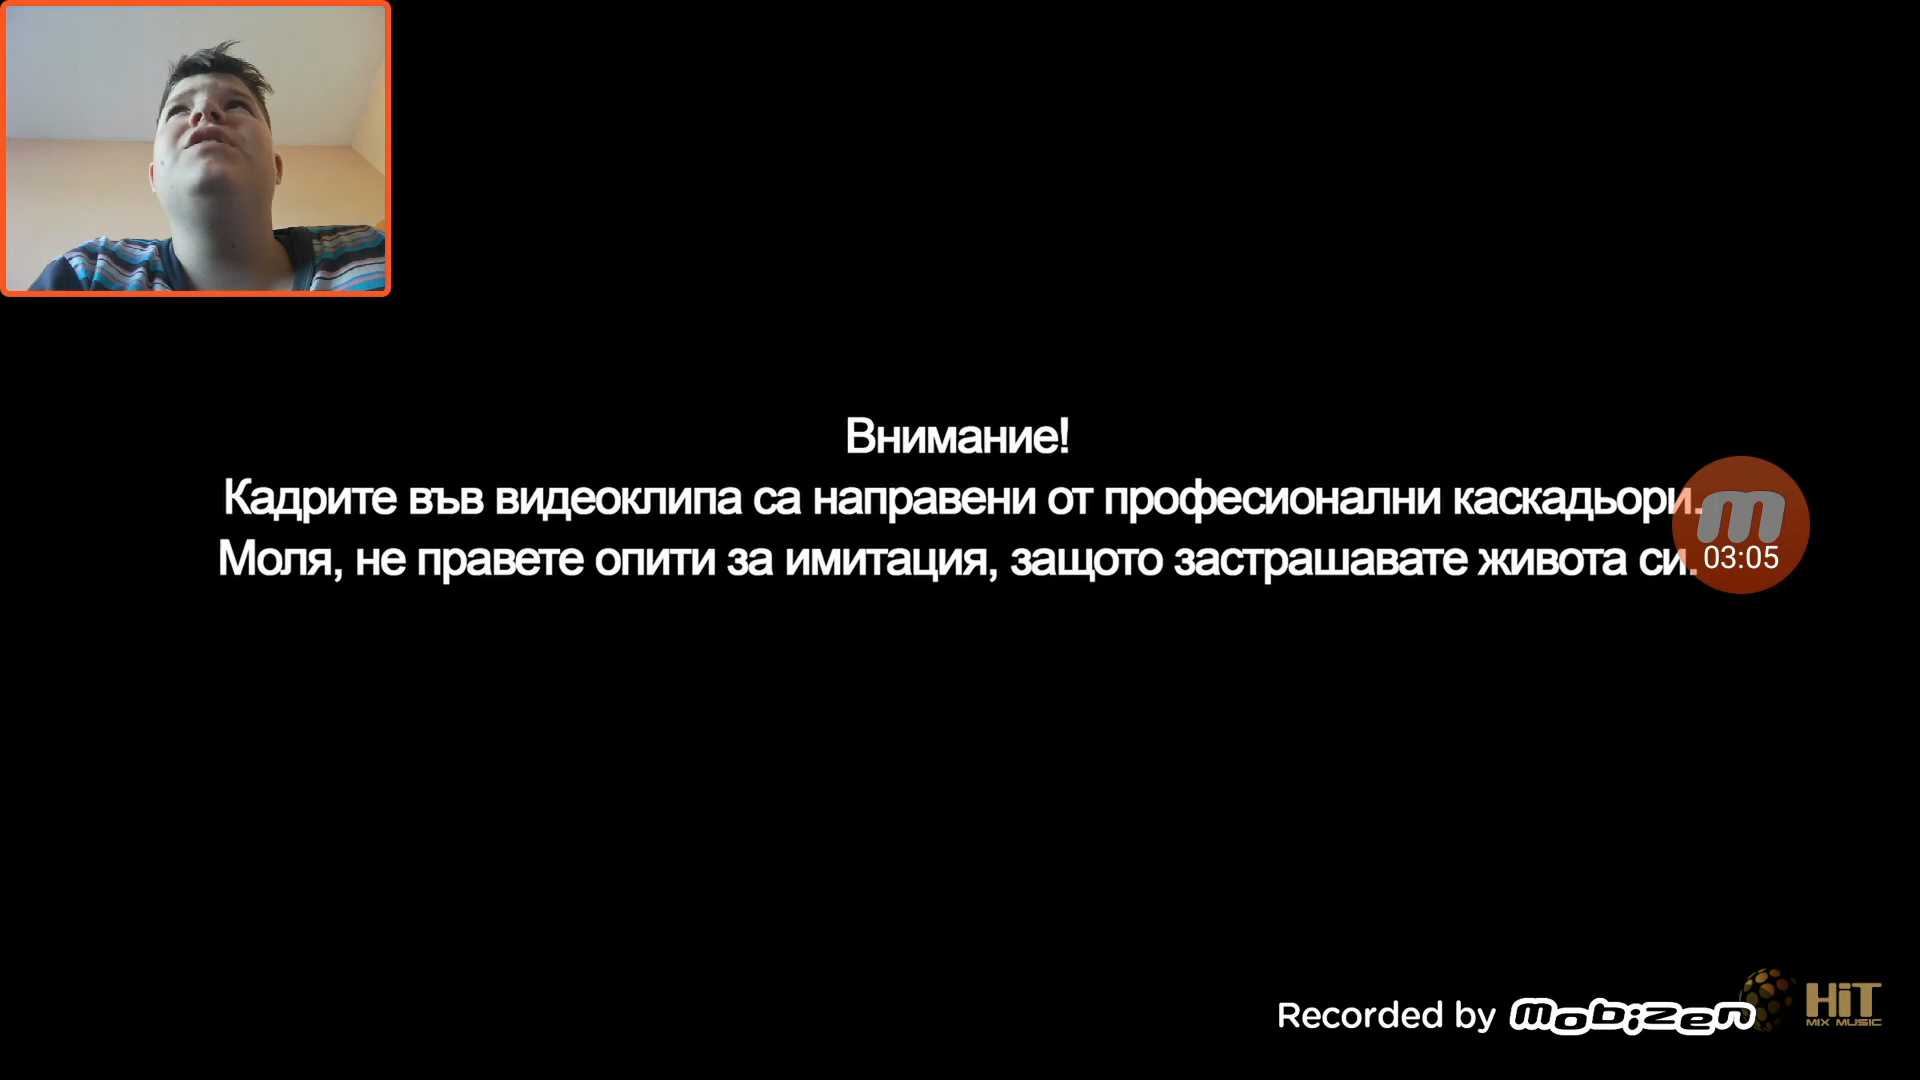 Внимание!
Кадрите във видеоклипа са направени от професионални каскадьори.
Моля, не правете опити за имитация, защото застрашавате живота си.
m
03:05
Recorded by mobizen
HiT
MIX MUSIC